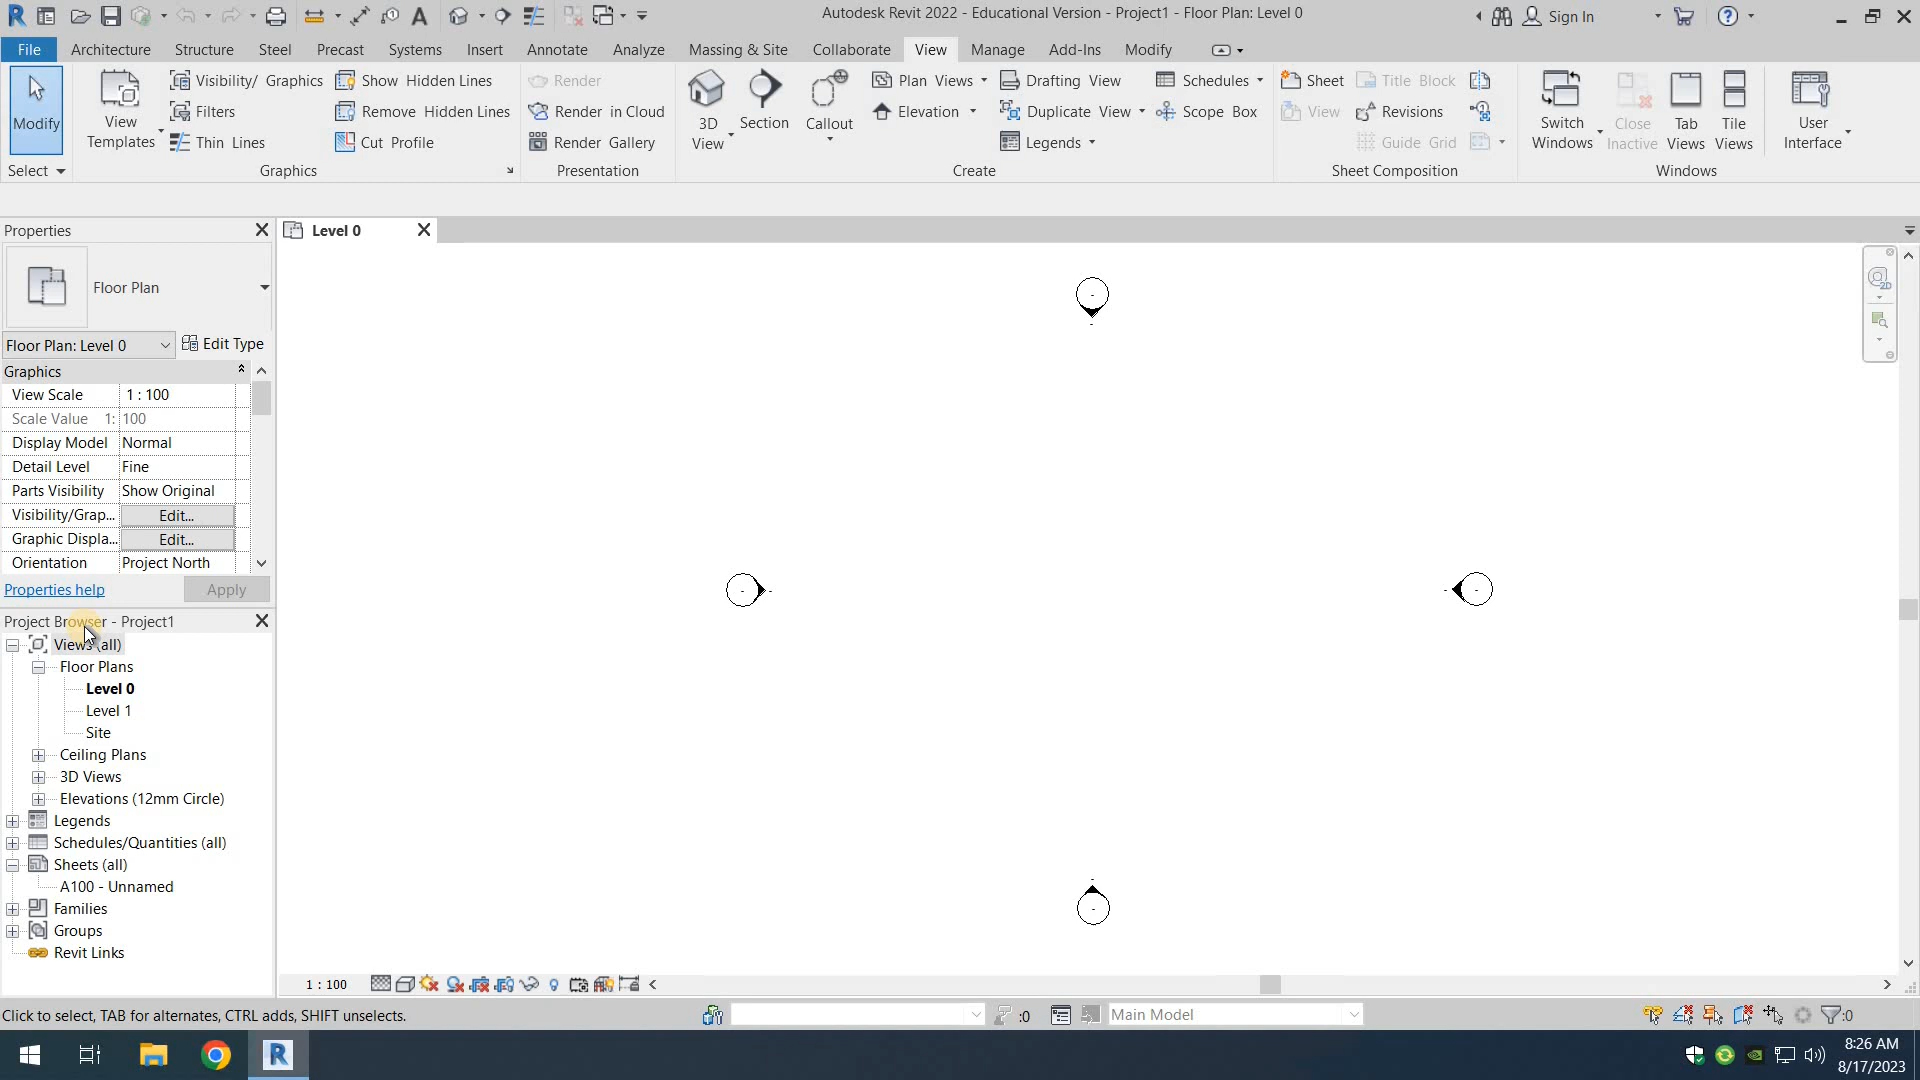 Autodesk Revit 2022 - Educational Version - Project1 - Floor Plan: Level 0
Sign In
File Architecture Structure Steel Precast Systems Insert Annotate Analyze Massing & Site Collaborate View Manage Add-Ins Modify
Modify
View Templates
Visibility/ Graphics
Filters
Thin Lines
Show Hidden Lines
Remove Hidden Lines
Cut Profile
Render
Render in Cloud
Render Gallery
3D View
Section
Callout
Plan Views
Elevation
Drafting View
Duplicate View
Legends
Schedules
Scope Box
Sheet
View
Title Block
Revisions
Guide Grid
Switch Windows
Close Inactive
Tab Views
Tile Views
User Interface
Select
Graphics
Presentation
Create
Sheet Composition
Windows
Properties
Level 0
Floor Plan
Floor Plan: Level 0
Edit Type
Graphics
View Scale 1 : 100
Scale Value 1: 100
Display Model Normal
Detail Level Fine
Parts Visibility Show Original
Visibility/Grap... Edit...
Graphic Displa... Edit...
Orientation Project North
Properties help
Apply
Project Browser - Project1
Views (all)
Floor Plans
Level 0
Level 1
Site
Ceiling Plans
3D Views
Elevations (12mm Circle)
Legends
Schedules/Quantities (all)
Sheets (all)
A100 - Unnamed
Families
Groups
Revit Links
1 : 100
Click to select, TAB for alternates, CTRL adds, SHIFT unselects.
:0
Main Model
:0
8:26 AM
8/17/2023